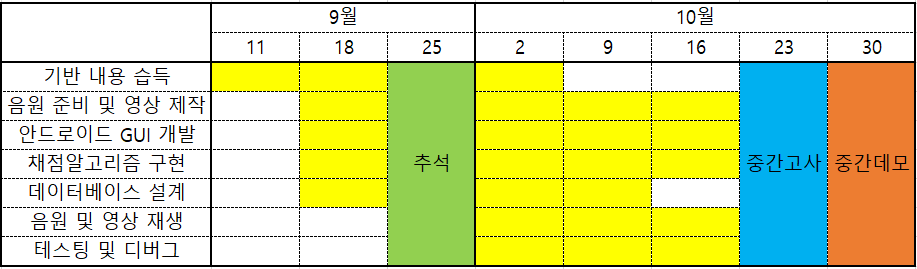 9월 10월
11 18 25 2 9 16 23 30
기반 내용 습득
음원 준비 및 영상 제작
안드로이드 GUI 개발
채점알고리즘 구현 추석 중간고사 중간데모
데이터베이스 설계
음원 및 영상 재생
테스팅 및 디버그